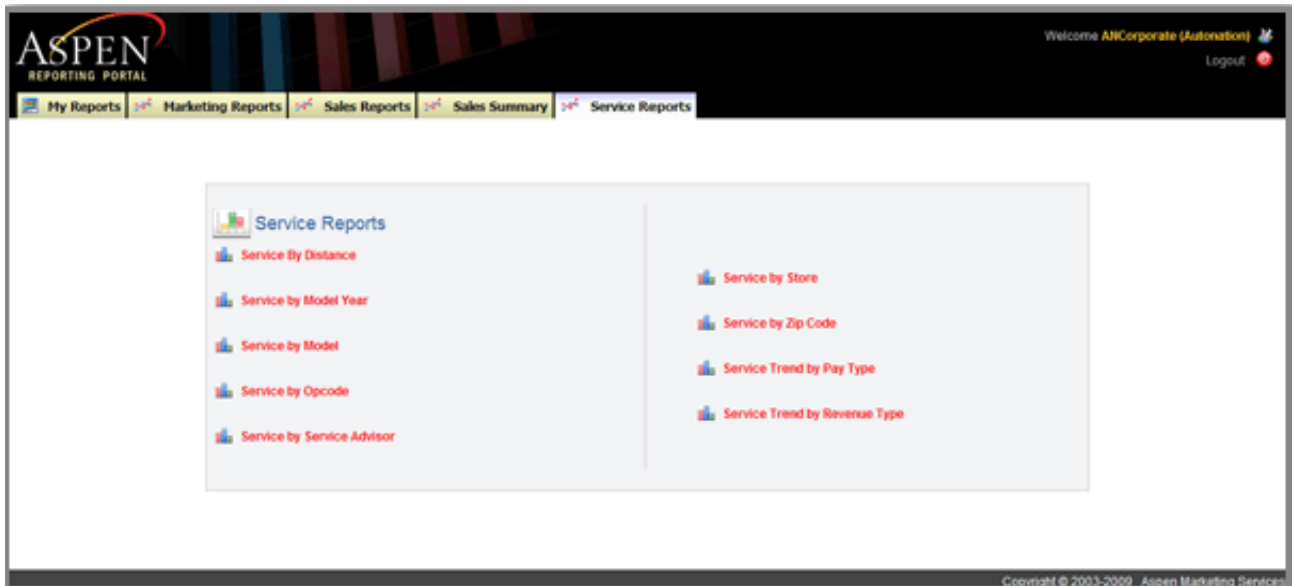 ASPEN
REPORTING PORTAL
Welcome ANCorporate (Autonation)
Logout
My Reports Marketing Reports Sales Reports Sales Summary Service Reports
Service Reports
Service By Distance
Service by Model Year
Service by Model
Service by Opcode
Service by Service Advisor
Service by Store
Service by Zip Code
Service Trend by Pay Type
Service Trend by Revenue Type
Copyright © 2003-2009 Aspen Marketing Services